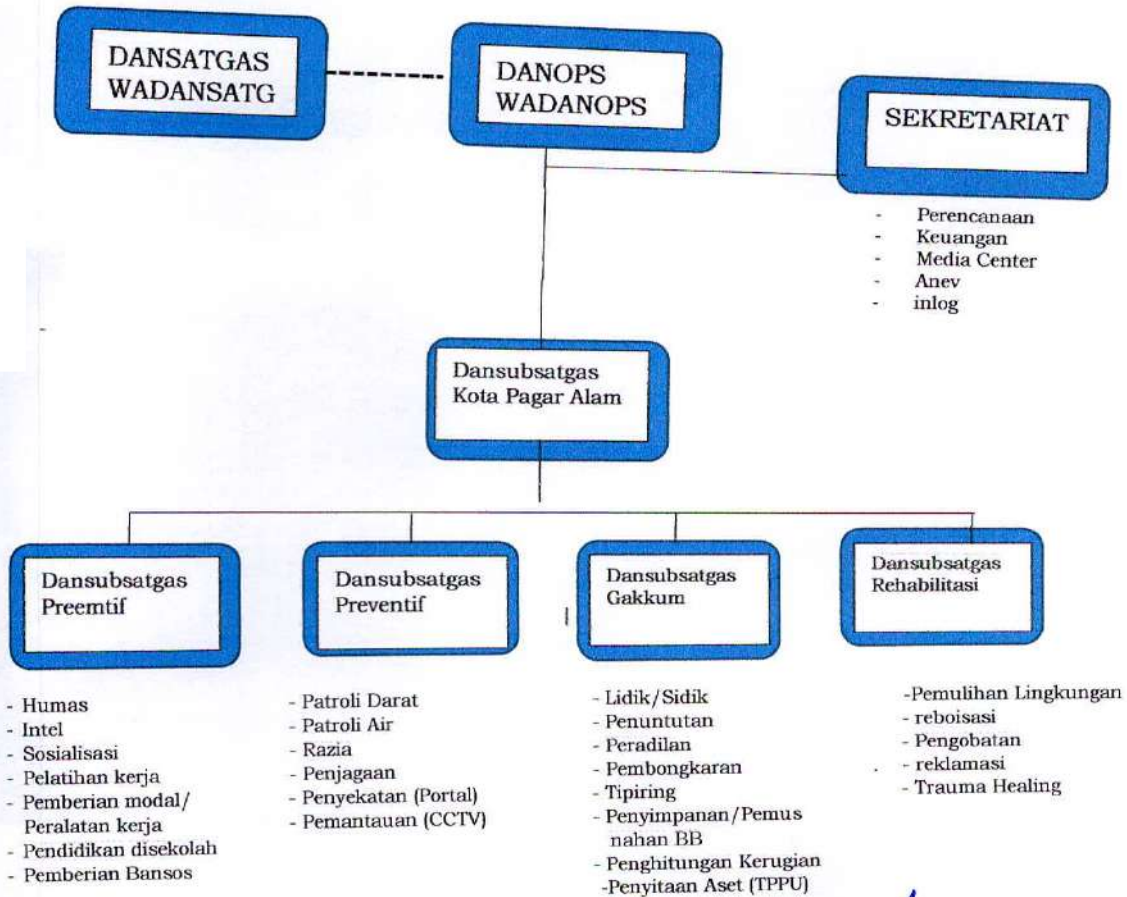 DANSATGAS
WADANSATG
DANOPS
WADANOPS
SEKRETARIAT
- Perencanaan
- Keuangan
- Media Center
- Anev
- inlog
Dansubsatgas
Kota Pagar Alam
Dansubsatgas
Preemtif
Dansubsatgas
Preventif
Dansubsatgas
Gakkum
Dansubsatgas
Rehabilitasi
- Humas
- Intel
- Sosialisasi
- Pelatihan kerja
- Pemberian modal/
Peralatan kerja
- Pendidikan disekolah
- Pemberian Bansos
- Patroli Darat
- Patroli Air
- Razia
- Penjagaan
- Penyekatan (Portal)
- Pemantauan (CCTV)
- Lidik/Sidik
- Penuntutan
- Peradilan
- Pembongkaran
- Tipiring
- Penyimpanan/Pemus
nahan BB
- Penghitungan Kerugian
-Penyitaan Aset (TPPU)
-Pemulihan Lingkungan
- reboisasi
- Pengobatan
- reklamasi
- Trauma Healing